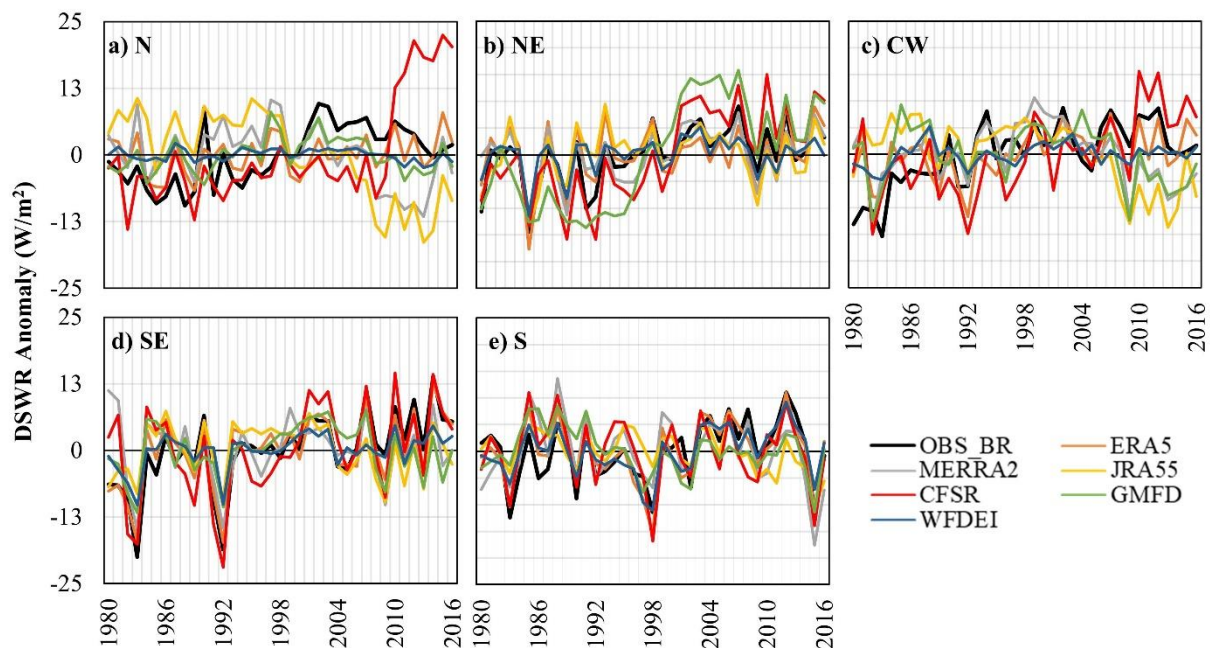 DSWR Anomaly (W/m²)
25
13
0
-13
-25
a) N
b) NE
c) CW
1980
1986
1992
1998
2004
2010
2016
25
13
0
-13
-25
d) SE
e) S
1980
1986
1992
1998
2004
2010
2016
1980
1986
1992
1998
2004
2010
2016
OBS_BR
ERA5
MERRA2
JRA55
CFSR
GMFD
WFDEI